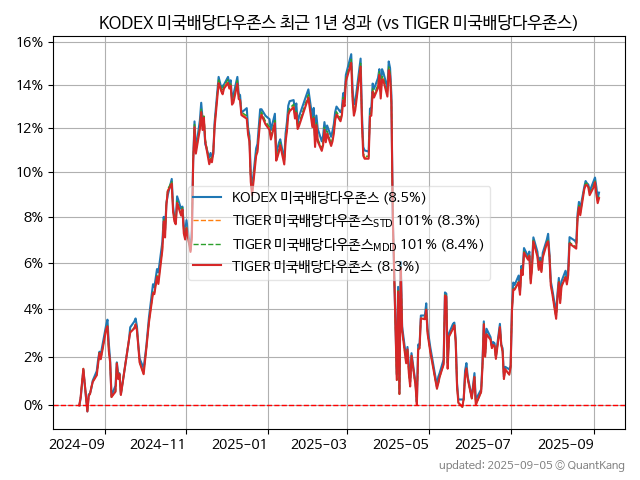 KODEX 미국배당다우존스 최근 1년 성과 (vs TIGER 미국배당다우존스)
16%
14%
12%
10%
8%
6%
4%
2%
0%
KODEX 미국배당다우존스 (8.5%)
TIGER 미국배당다우존스STD 101% (8.3%)
TIGER 미국배당다우존스MDD 101% (8.4%)
TIGER 미국배당다우존스 (8.3%)
2024-09 2024-11 2025-01 2025-03 2025-05 2025-07 2025-09
updated: 2025-09-05 © QuantKang